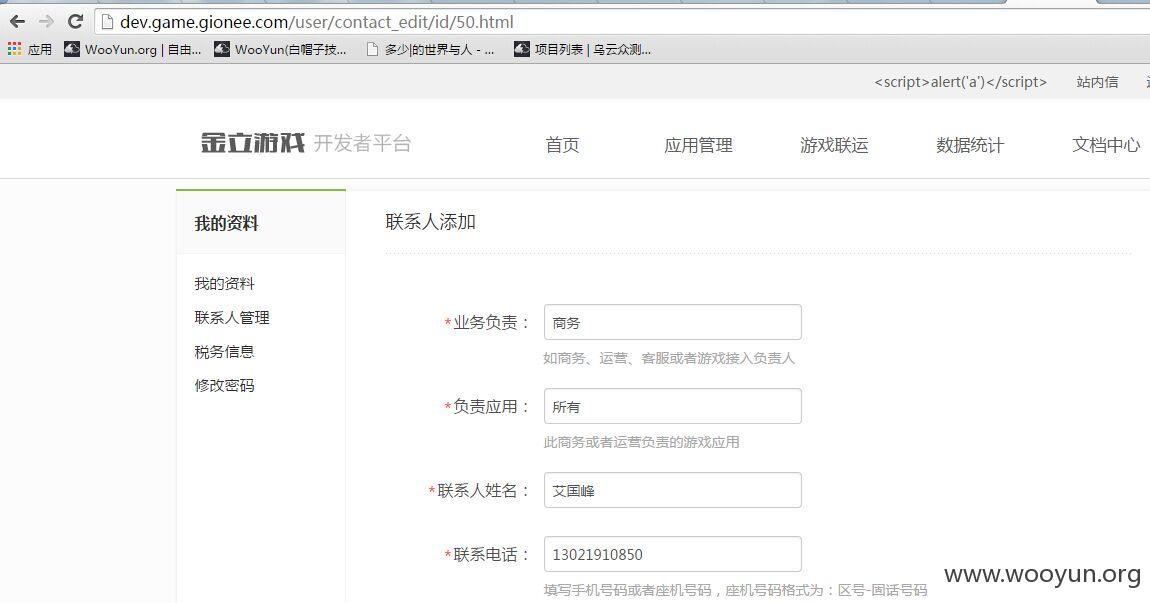 dev.game.gionee.com/user/contact_edit/id/50.html
应用 WooYun.org | 自由... WooYun(白帽子技... 多少|的世界与人 - ... 项目列表 | 乌云众测...
<script>alert('a')</script> 站内信
金立游戏 开发者平台 首页 应用管理 游戏联运 数据统计 文档中心
我的资料
联系人添加
我的资料
联系人管理
税务信息
修改密码
*业务负责： 商务
如商务、运营、客服或者游戏接入负责人
*负责应用： 所有
此商务或者运营负责的游戏应用
*联系人姓名： 艾国峰
*联系电话： 13021910850
填写手机号码或者座机号码，座机号码格式为：区号-固话号码
www.wooyun.org